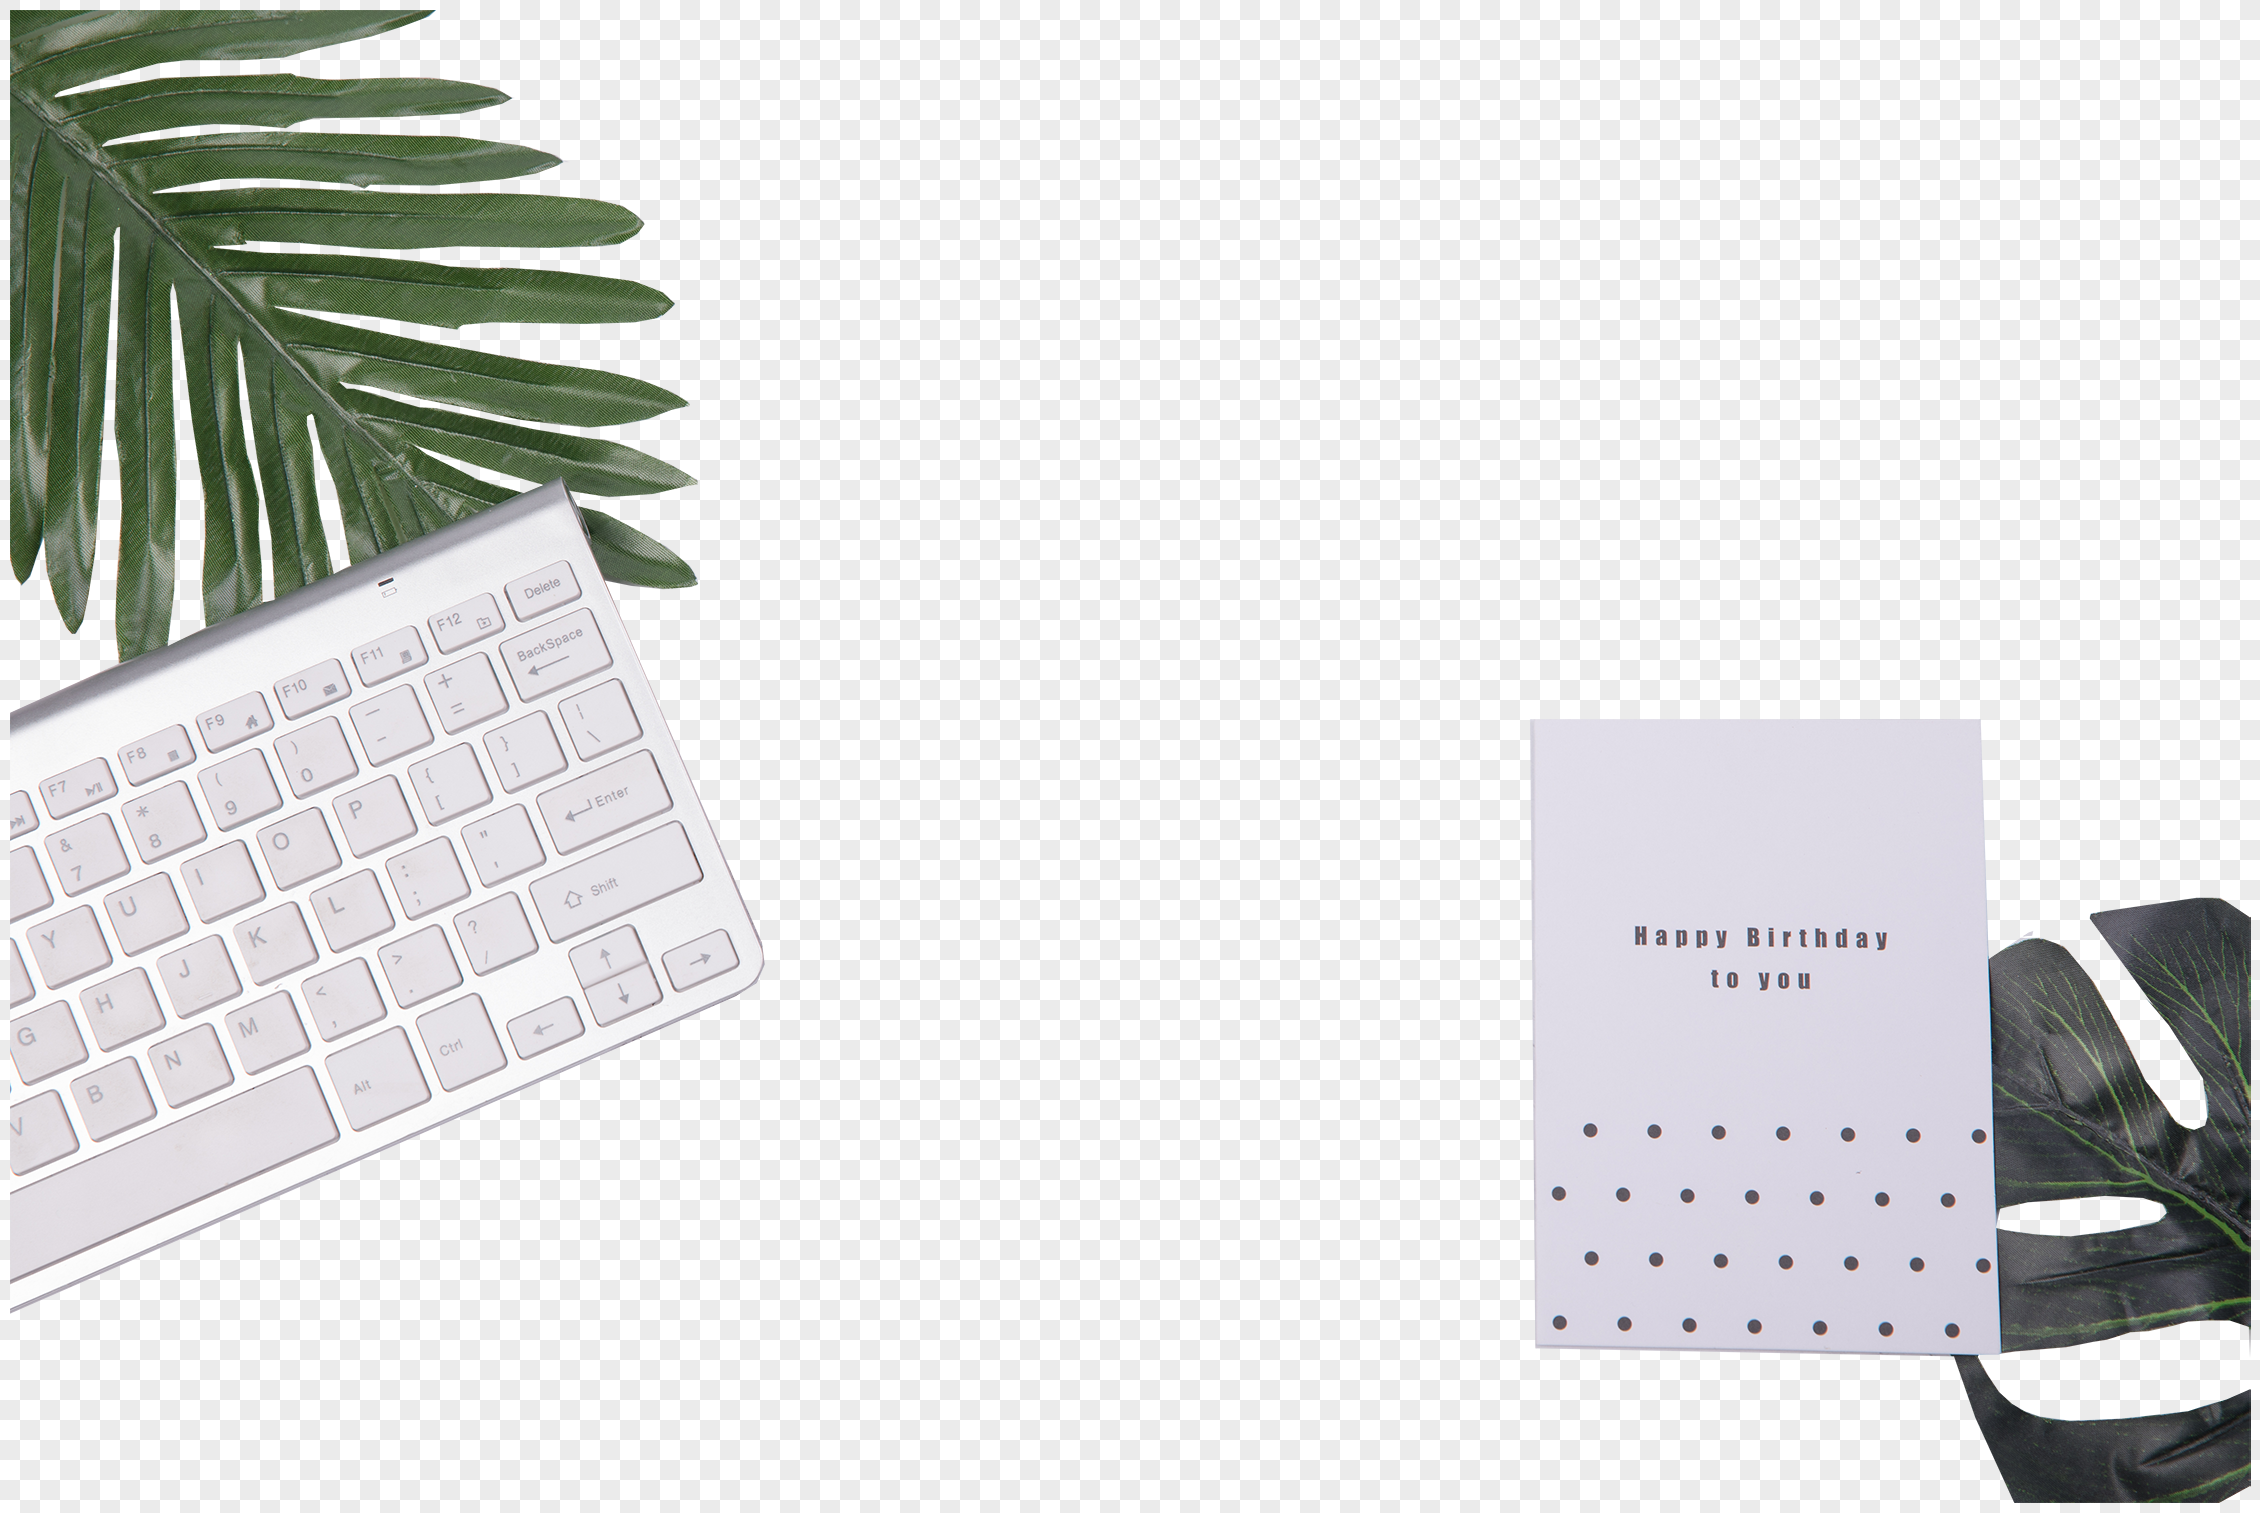 Delete
F12
BackSpace
F11
+
=
F10
—
-
F9
)
0
F8
(
9
F7
*
8
&
7
|
\
}
]
{
[
P
O
I
U
Y
Enter
"
'
:
;
L
K
J
H
G
Shift
?
/
>
.
<
,
M
N
B
V
Ctrl
Alt
Happy Birthday
to you